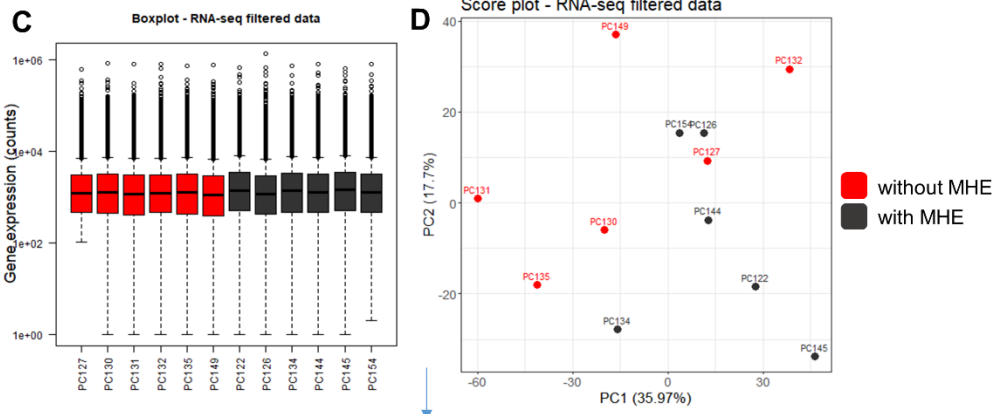 C
Boxplot - RNA-seq filtered data
Gene expression (counts)
1e+06
1e+04
1e+02
1e+00
PC127
PC130
PC131
PC132
PC135
PC149
PC122
PC126
PC134
PC144
PC145
PC154
D
Score plot - RNA-seq filtered data
PC2 (17.7%)
40
20
0
-20
PC149
PC132
PC154
PC126
PC127
PC131
PC144
PC130
PC135
PC122
PC134
PC145
-60
-30
0
30
PC1 (35.97%)
without MHE
with MHE